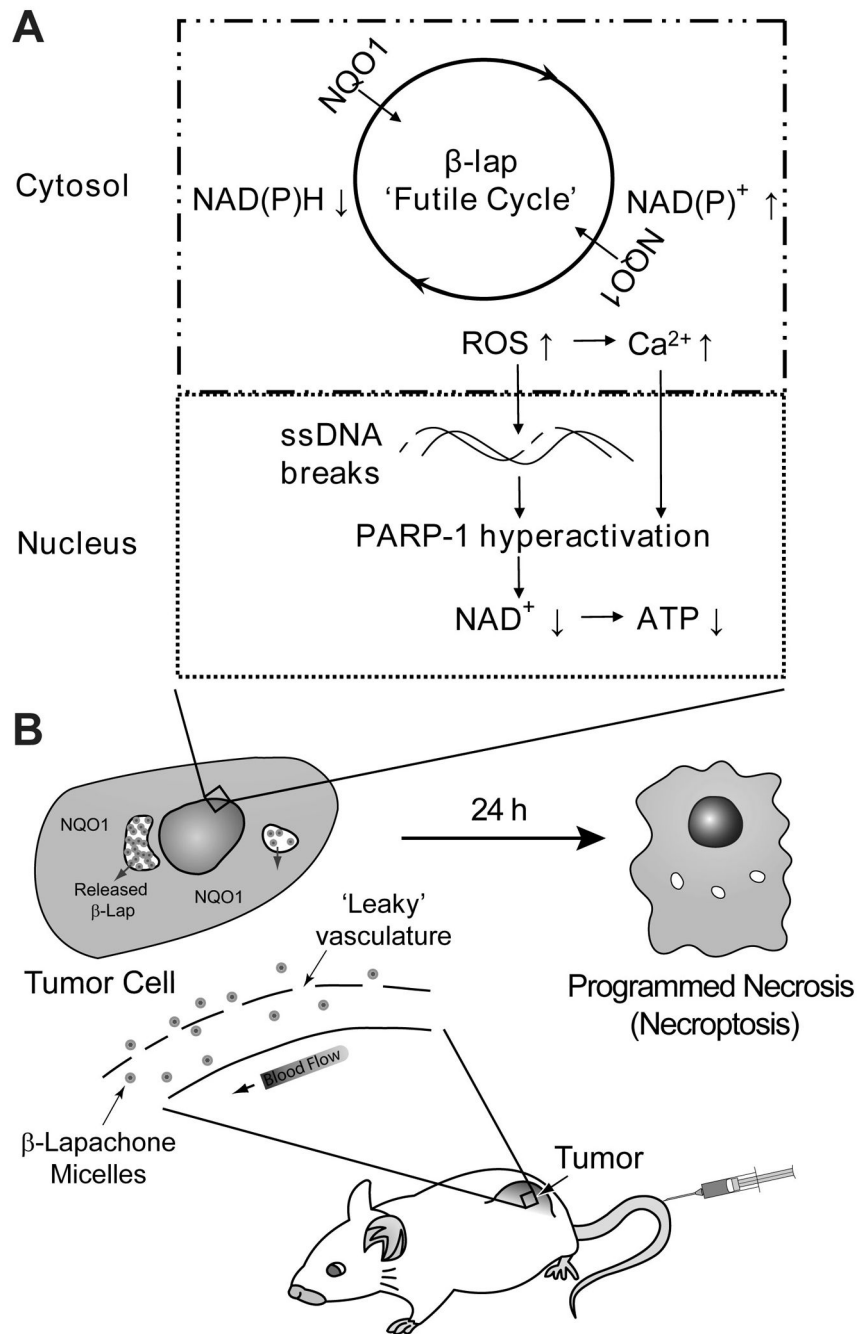 A
Cytosol
NQO1
β-lap
'Futile Cycle'
NAD(P)H ↓
NAD(P)⁺ ↑
NQO1
ROS ↑ → Ca²⁺ ↑
ssDNA
breaks
Nucleus
PARP-1 hyperactivation
NAD⁺ ↓ → ATP ↓
B
NQO1
Released
β-Lap
NQO1
24 h
Tumor Cell
'Leaky'
vasculature
Programmed Necrosis
(Necroptosis)
Blood Flow
β-Lapachone
Micelles
Tumor